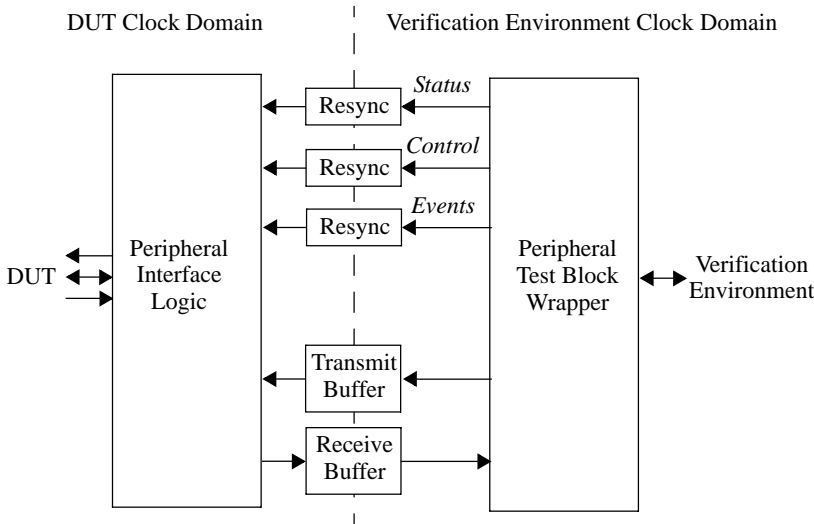 DUT Clock Domain
Verification Environment Clock Domain
Resync
Status
Resync
Control
Resync
Events
DUT
Peripheral
Interface
Logic
Peripheral
Test Block
Wrapper
Verification
Environment
Transmit
Buffer
Receive
Buffer